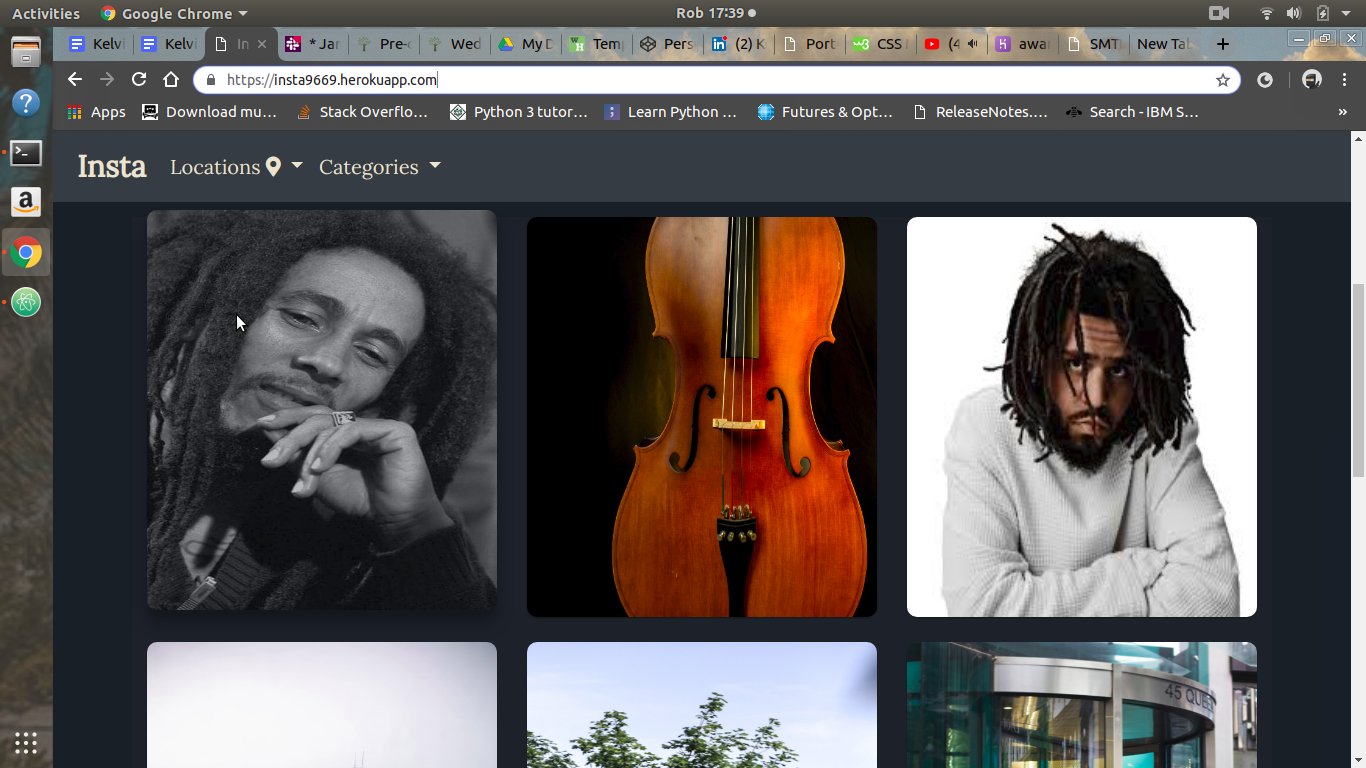 Activities Google Chrome Rob 17:39
Kelvi Kelvi In * Jar Pre-c Wed My D Tem Pers (2) K Port CSS (4 awar SMT New Tab
https://insta9669.herokuapp.com
Apps Download mu... Stack Overflo... Python 3 tutor... Learn Python ... Futures & Opt... ReleaseNotes.... Search - IBM S... »
Insta Locations Categories
45 QUEE